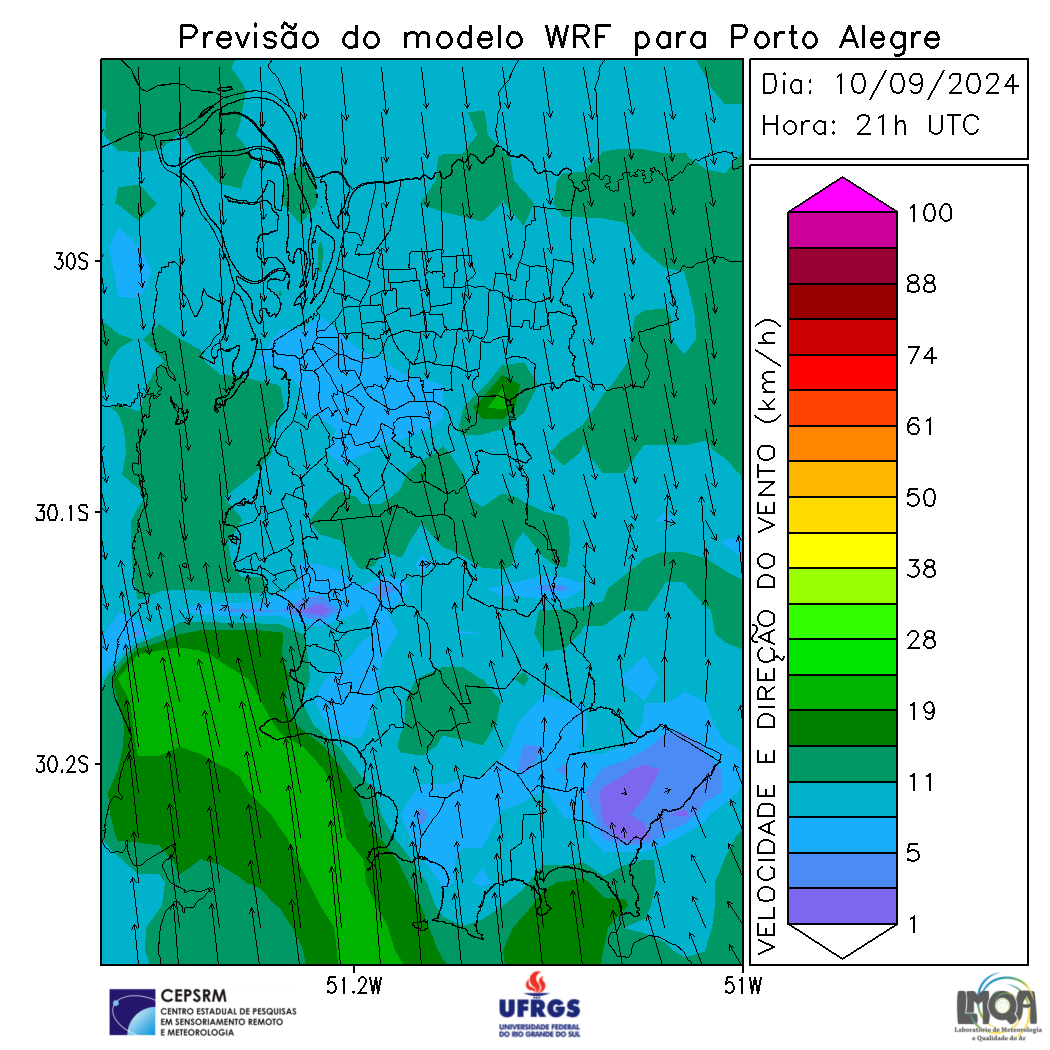 Previsão do modelo WRF para Porto Alegre
Dia: 10/09/2024
Hora: 21h UTC
30S
30.1S
30.2S
51.2W
51W
VELOCIDADE E DIREÇÃO DO VENTO (km/h)
100
88
74
61
50
38
28
19
11
5
1
CEPSRM
CENTRO ESTADUAL DE PESQUISAS
EM SENSORIAMENTO REMOTO
E METEOROLOGIA
UFRGS
UNIVERSIDADE FEDERAL
DO RIO GRANDE DO SUL
LMQA
Laboratório de Meteorologia
e Qualidade do Ar